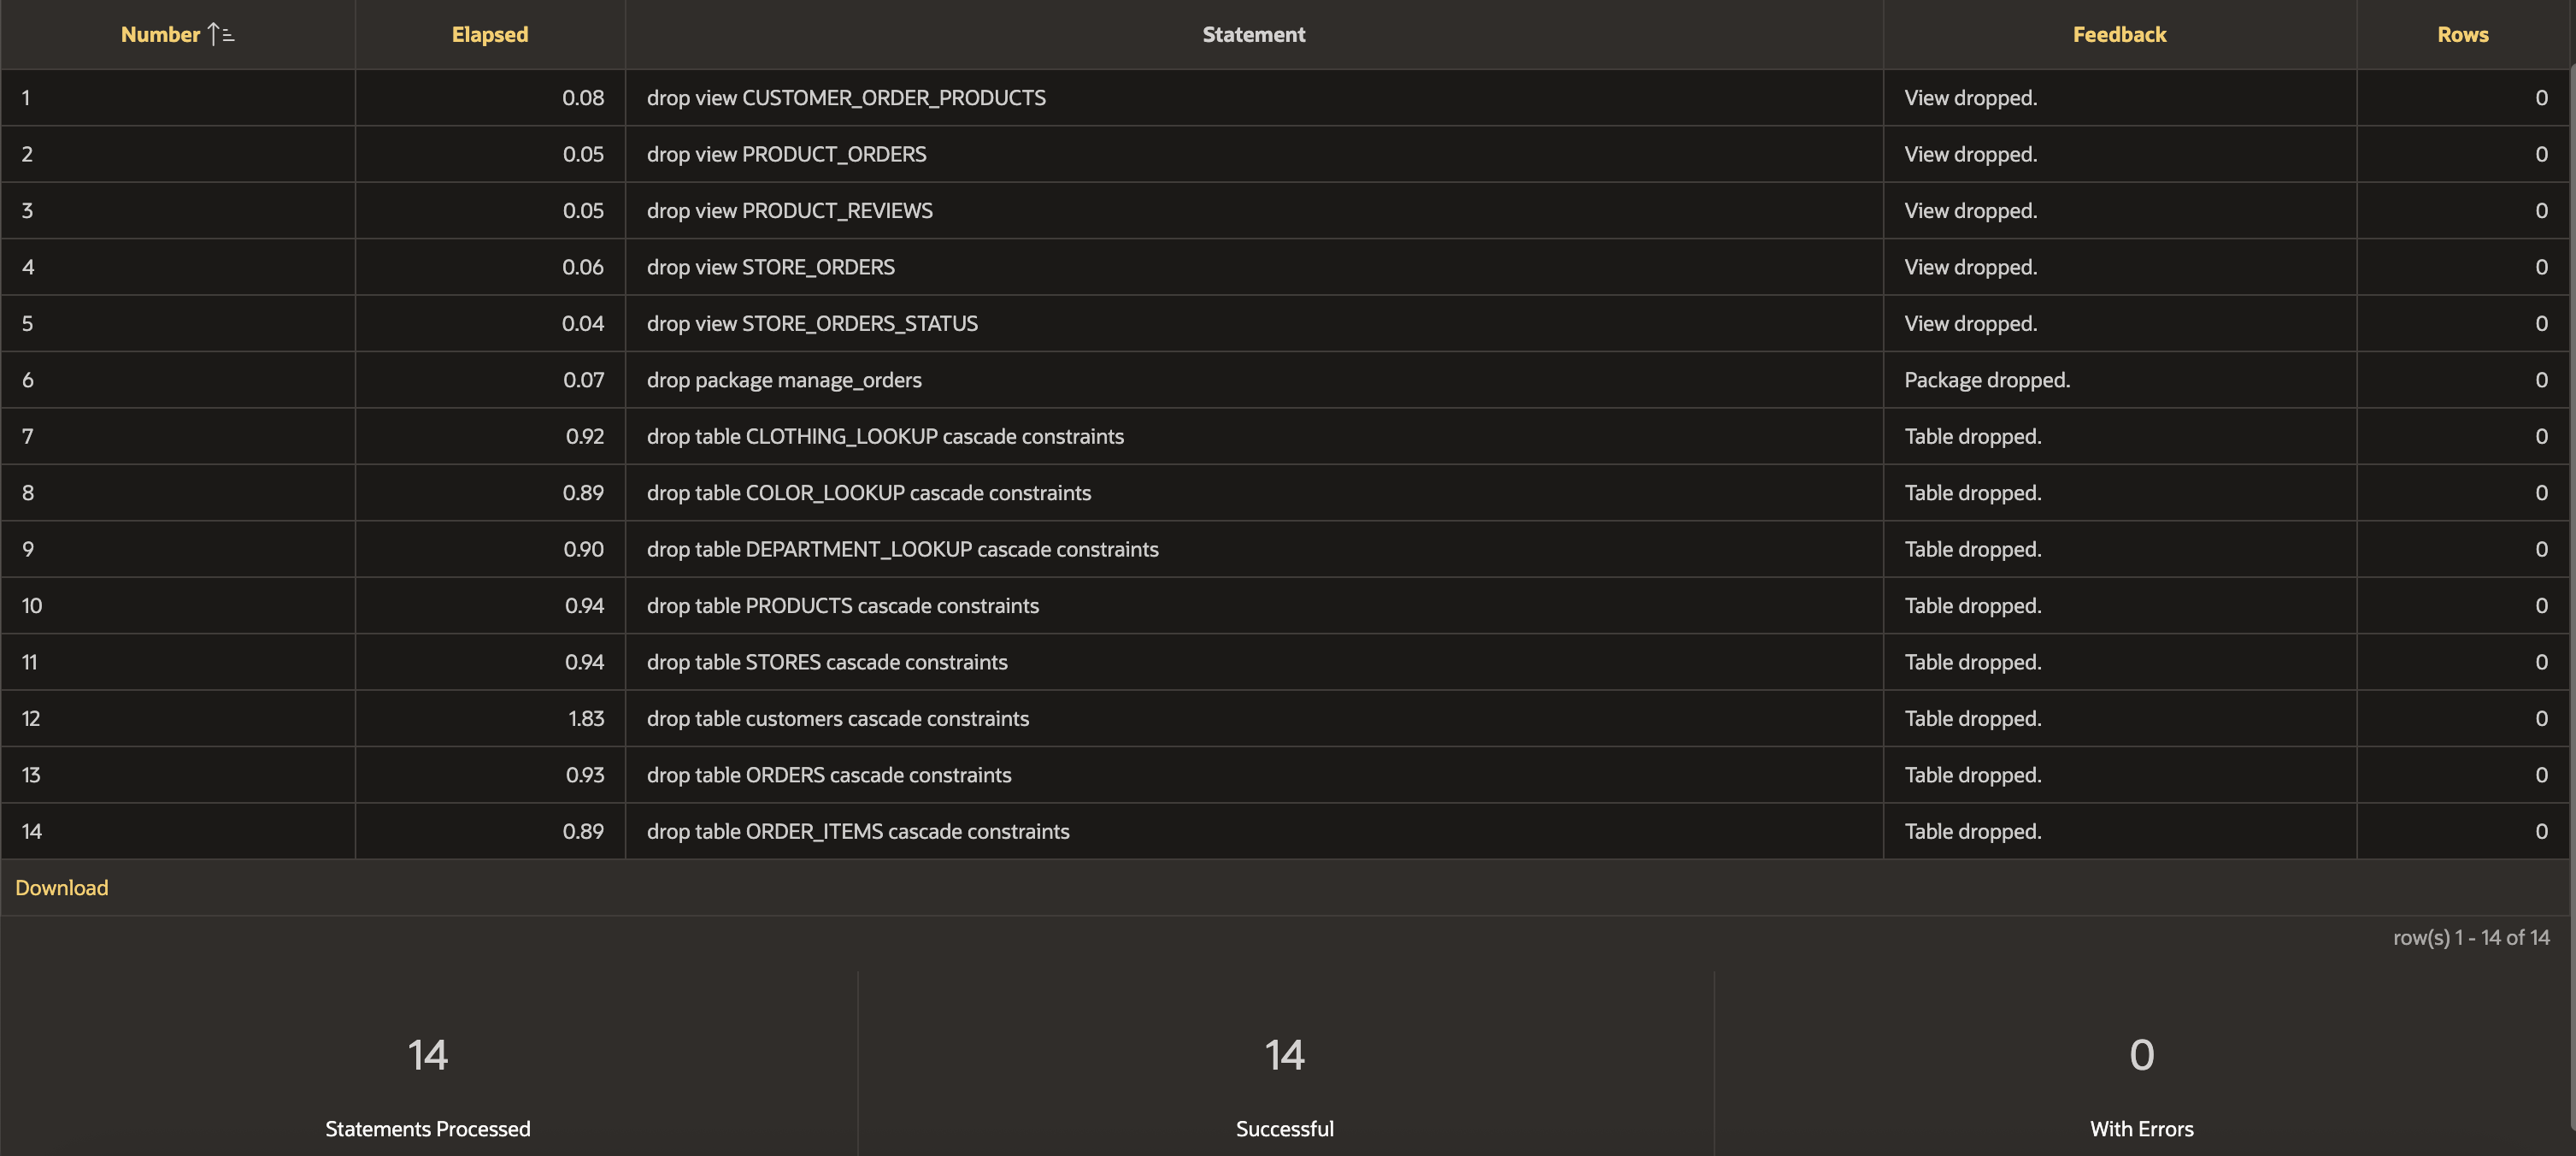 Number Elapsed Statement Feedback Rows
1 0.08 drop view CUSTOMER_ORDER_PRODUCTS View dropped. 0
2 0.05 drop view PRODUCT_ORDERS View dropped. 0
3 0.05 drop view PRODUCT_REVIEWS View dropped. 0
4 0.06 drop view STORE_ORDERS View dropped. 0
5 0.04 drop view STORE_ORDERS_STATUS View dropped. 0
6 0.07 drop package manage_orders Package dropped. 0
7 0.92 drop table CLOTHING_LOOKUP cascade constraints Table dropped. 0
8 0.89 drop table COLOR_LOOKUP cascade constraints Table dropped. 0
9 0.90 drop table DEPARTMENT_LOOKUP cascade constraints Table dropped. 0
10 0.94 drop table PRODUCTS cascade constraints Table dropped. 0
11 0.94 drop table STORES cascade constraints Table dropped. 0
12 1.83 drop table customers cascade constraints Table dropped. 0
13 0.93 drop table ORDERS cascade constraints Table dropped. 0
14 0.89 drop table ORDER_ITEMS cascade constraints Table dropped. 0
Download
row(s) 1 - 14 of 14
14 14 0
Statements Processed Successful With Errors